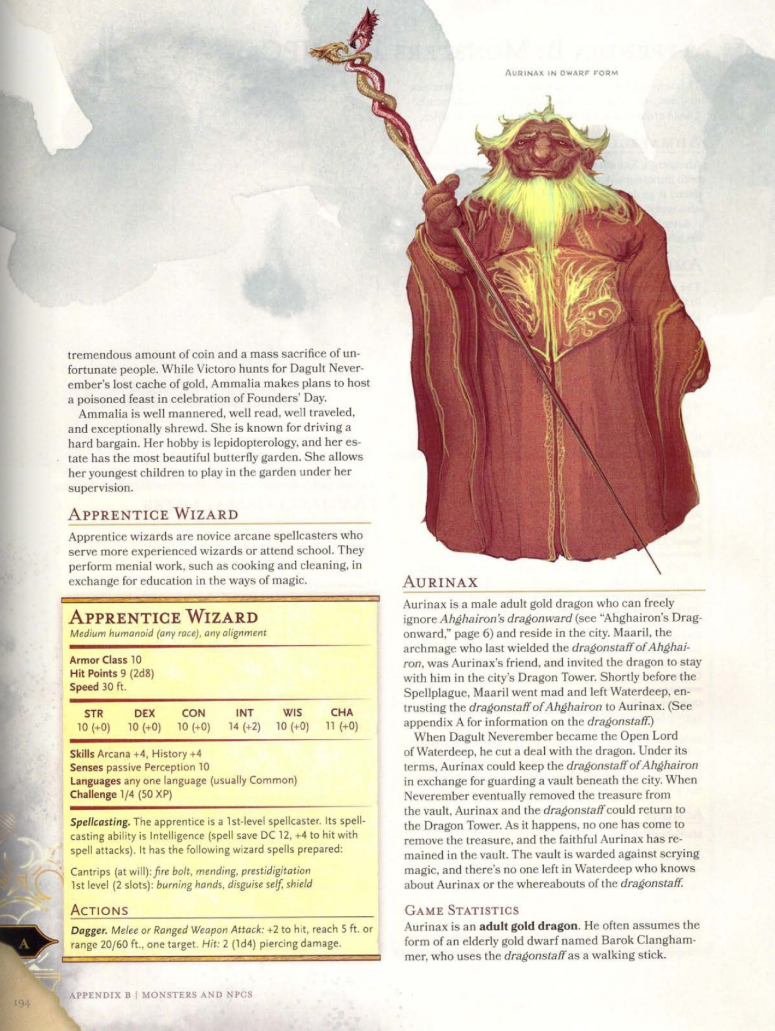 AURINAX IN DWARF FORM
tremendous amount of coin and a mass sacrifice of un-
fortunate people. While Victoro hunts for Dagult Never-
ember's lost cache of gold, Ammalia makes plans to host
a poisoned feast in celebration of Founders' Day.
Ammalia is well mannered, well read, well traveled,
and exceptionally shrewd. She is known for driving a
hard bargain. Her hobby is lepidopterology, and her es-
tate has the most beautiful butterfly garden. She allows
her youngest children to play in the garden under her
supervision.
APPRENTICE WIZARD
Apprentice wizards are novice arcane spellcasters who
serve more experienced wizards or attend school. They
perform menial work, such as cooking and cleaning, in
exchange for education in the ways of magic.
APPRENTICE WIZARD
Medium humanoid (any race), any alignment
Armor Class 10
Hit Points 9 (2d8)
Speed 30 ft.
STR DEX CON INT WIS CHA
10 (+0) 10 (+0) 10 (+0) 14 (+2) 10 (+0) 11 (+0)
Skills Arcana +4, History +4
Senses passive Perception 10
Languages any one language (usually Common)
Challenge 1/4 (50 XP)
Spellcasting. The apprentice is a 1st-level spellcaster. Its spell-
casting ability is Intelligence (spell save DC 12, +4 to hit with
spell attacks). It has the following wizard spells prepared:
Cantrips (at will): fire bolt, mending, prestidigitation
1st level (2 slots): burning hands, disguise self, shield
ACTIONS
Dagger. Melee or Ranged Weapon Attack: +2 to hit, reach 5 ft. or
range 20/60 ft., one target. Hit: 2 (1d4) piercing damage.
AURINAX
Aurinax is a male adult gold dragon who can freely
ignore Ahghairon's dragonward (see "Ahghairon's Drag-
onward," page 6) and reside in the city. Maaril, the
archmage who last wielded the dragonstaff of Ahghai-
ron, was Aurinax's friend, and invited the dragon to stay
with him in the city's Dragon Tower. Shortly before the
Spellplague, Maaril went mad and left Waterdeep, en-
trusting the dragonstaff of Ahghairon to Aurinax. (See
appendix A for information on the dragonstaff.)
When Dagult Neverember became the Open Lord
of Waterdeep, he cut a deal with the dragon. Under its
terms, Aurinax could keep the dragonstaff of Ahghairon
in exchange for guarding a vault beneath the city. When
Neverember eventually removed the treasure from
the vault, Aurinax and the dragonstaff could return to
the Dragon Tower. As it happens, no one has come to
remove the treasure, and the faithful Aurinax has re-
mained in the vault. The vault is warded against scrying
magic, and there's no one left in Waterdeep who knows
about Aurinax or the whereabouts of the dragonstaff.
GAME STATISTICS
Aurinax is an adult gold dragon. He often assumes the
form of an elderly gold dwarf named Barok Clangham-
mer, who uses the dragonstaff as a walking stick.
A
194
APPENDIX B | MONSTERS AND NPCS